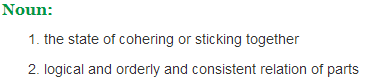 Noun:
1. the state of cohering or sticking together
2. logical and orderly and consistent relation of parts